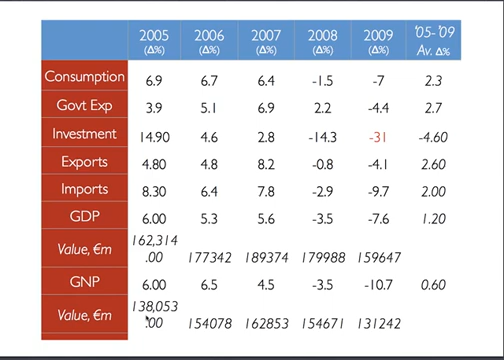 2005 2006 2007 2008 2009 '05-'09
(Δ%) (Δ%) (Δ%) (Δ%) (Δ%) Av. Δ%
Consumption 6.9 6.7 6.4 -1.5 -7 2.3
Govt Exp 3.9 5.1 6.9 2.2 -4.4 2.7
Investment 14.90 4.6 2.8 -14.3 -31 -4.60
Exports 4.80 4.8 8.2 -0.8 -4.1 2.60
Imports 8.30 6.4 7.8 -2.9 -9.7 2.00
GDP 6.00 5.3 5.6 -3.5 -7.6 1.20
Value, €m 162,314.00 177342 189374 179988 159647
GNP 6.00 6.5 4.5 -3.5 -10.7 0.60
Value, €m 138,053.00 154078 162853 154671 131242